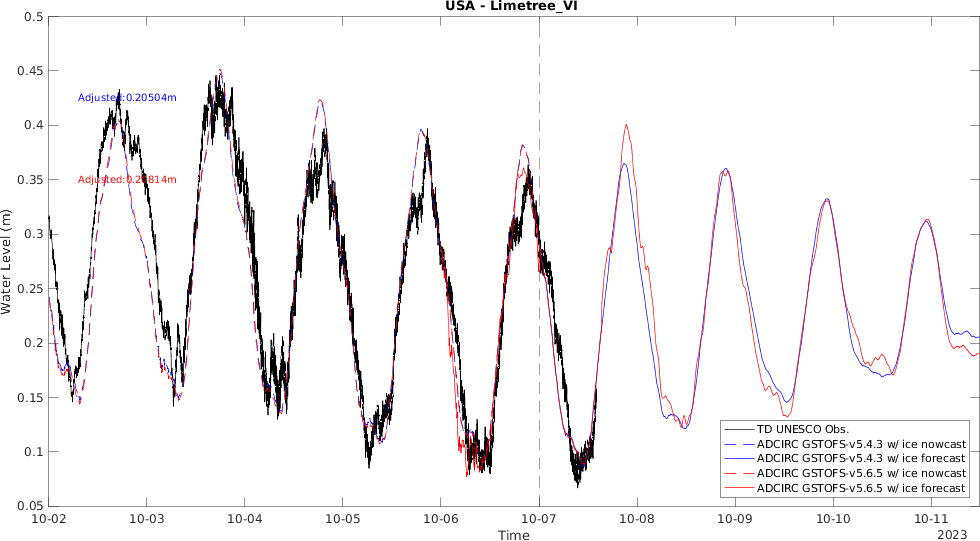 USA - Limetree_VI
0.5
0.45
0.4
0.35
0.3
0.25
0.2
0.15
0.1
0.05
Water Level (m)
Adjusted:0.20504m
TD UNESCO Obs.
ADCIRC GSTOFS-v5.4.3 w/ ice nowcast
ADCIRC GSTOFS-v5.4.3 w/ ice forecast
ADCIRC GSTOFS-v5.6.5 w/ ice nowcast
ADCIRC GSTOFS-v5.6.5 w/ ice forecast
10-02 10-03 10-04 10-05 10-06 10-07 10-08 10-09 10-10 10-11
Time
2023